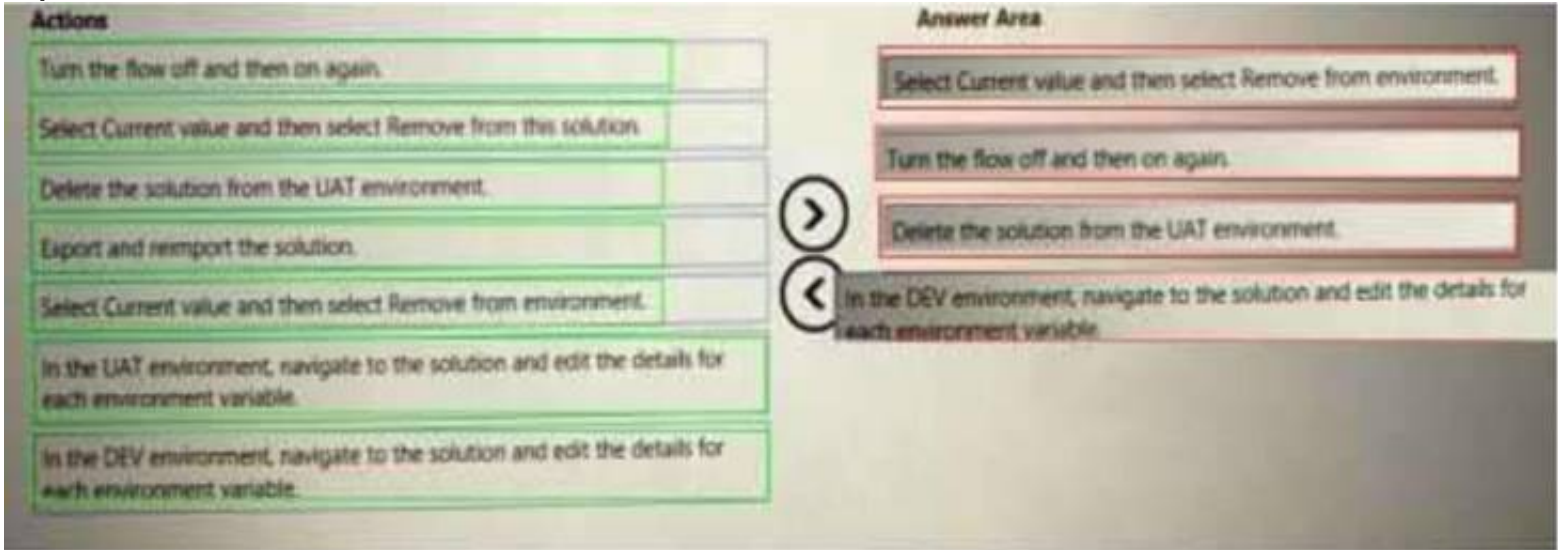 Actions
Turn the flow off and then on again.
Select Current value and then select Remove from this solution.
Delete the solution from the UAT environment.
Export and reimport the solution.
Select Current value and then select Remove from environment.
In the UAT environment, navigate to the solution and edit the details for
each environment variable.
In the DEV environment, navigate to the solution and edit the details for
each environment variable.
Answer Area
Select Current value and then select Remove from environment.
Turn the flow off and then on again.
Delete the solution from the UAT environment.
In the DEV environment, navigate to the solution and edit the details for
each environment variable.